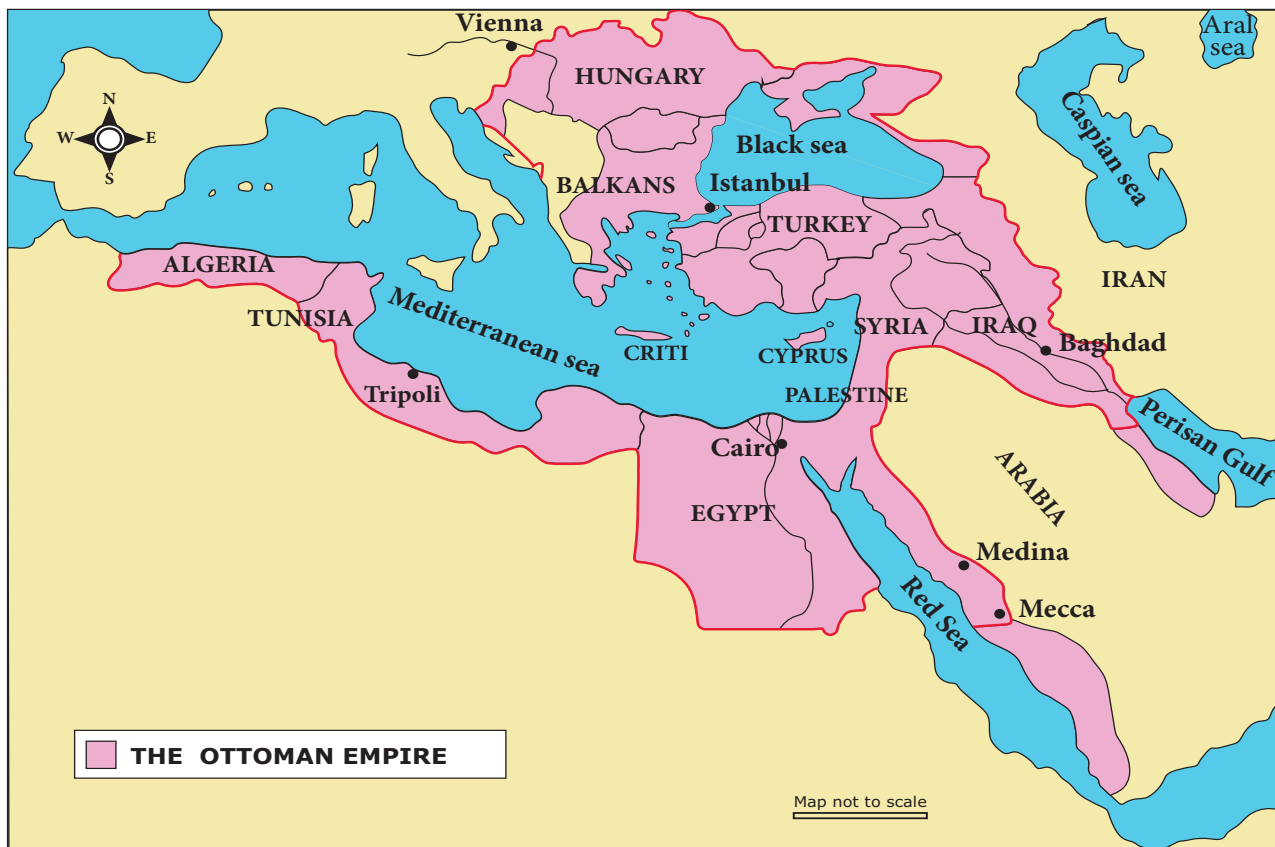 Vienna
Aral
sea
HUNGARY
N
W
E
S
Caspian sea
Black sea
BALKANS
Istanbul
TURKEY
ALGERIA
IRAN
TUNISIA
Mediterranean sea
SYRIA
IRAQ
Baghdad
CRITI
CYPRUS
Tripoli
PALESTINE
Cairo
Perisan Gulf
ARABIA
EGYPT
Medina
Red Sea
Mecca
THE OTTOMAN EMPIRE
Map not to scale